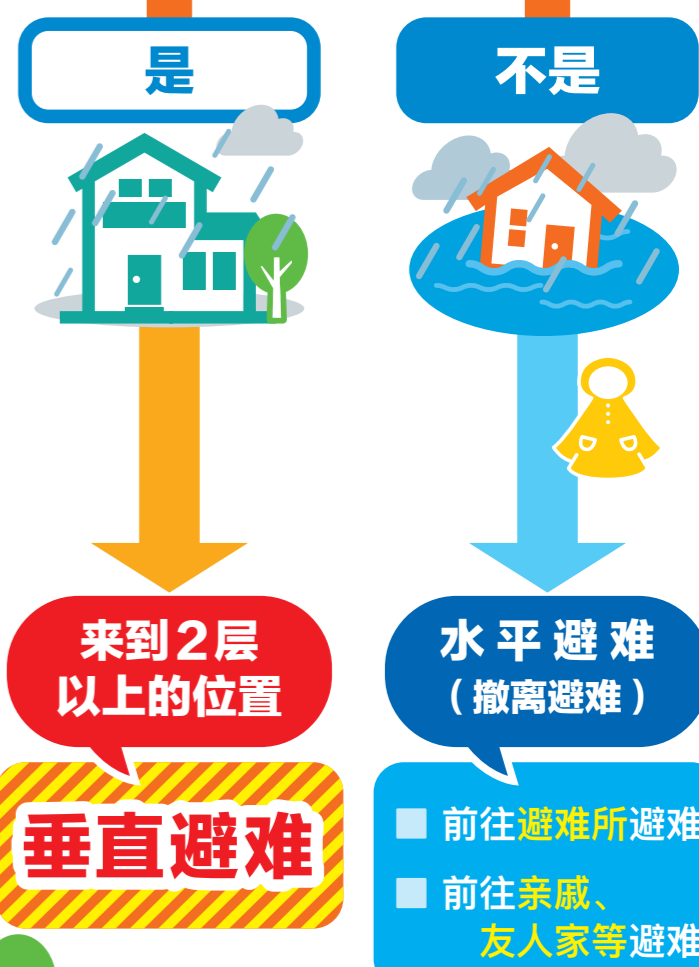 是
不是
来到2层
以上的位置
垂直避难
水平避难
（撤离避难）
前往避难所避难
前往亲戚、
友人家等避难